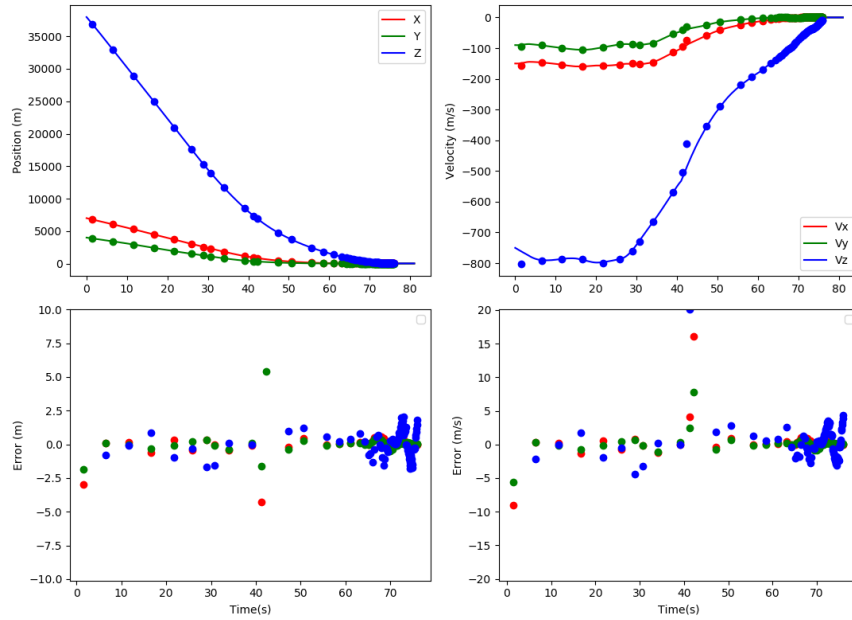 35000
30000
25000
20000
15000
10000
5000
0
Position (m)
X
Y
Z
0 10 20 30 40 50 60 70 80
0
−100
−200
−300
−400
−500
−600
−700
−800
Velocity (m/s)
Vx
Vy
Vz
0 10 20 30 40 50 60 70 80
10.0
7.5
5.0
2.5
0.0
−2.5
−5.0
−7.5
−10.0
Error (m)
0 10 20 30 40 50 60 70
Time(s)
20
15
10
5
0
−5
−10
−15
−20
Error (m/s)
0 10 20 30 40 50 60 70
Time(s)